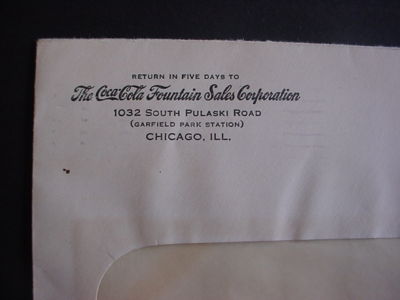 RETURN IN FIVE DAYS TO
The Coca-Cola Fountain Sales Corporation
1032 SOUTH PULASKI ROAD
(GARFIELD PARK STATION)
CHICAGO, ILL.